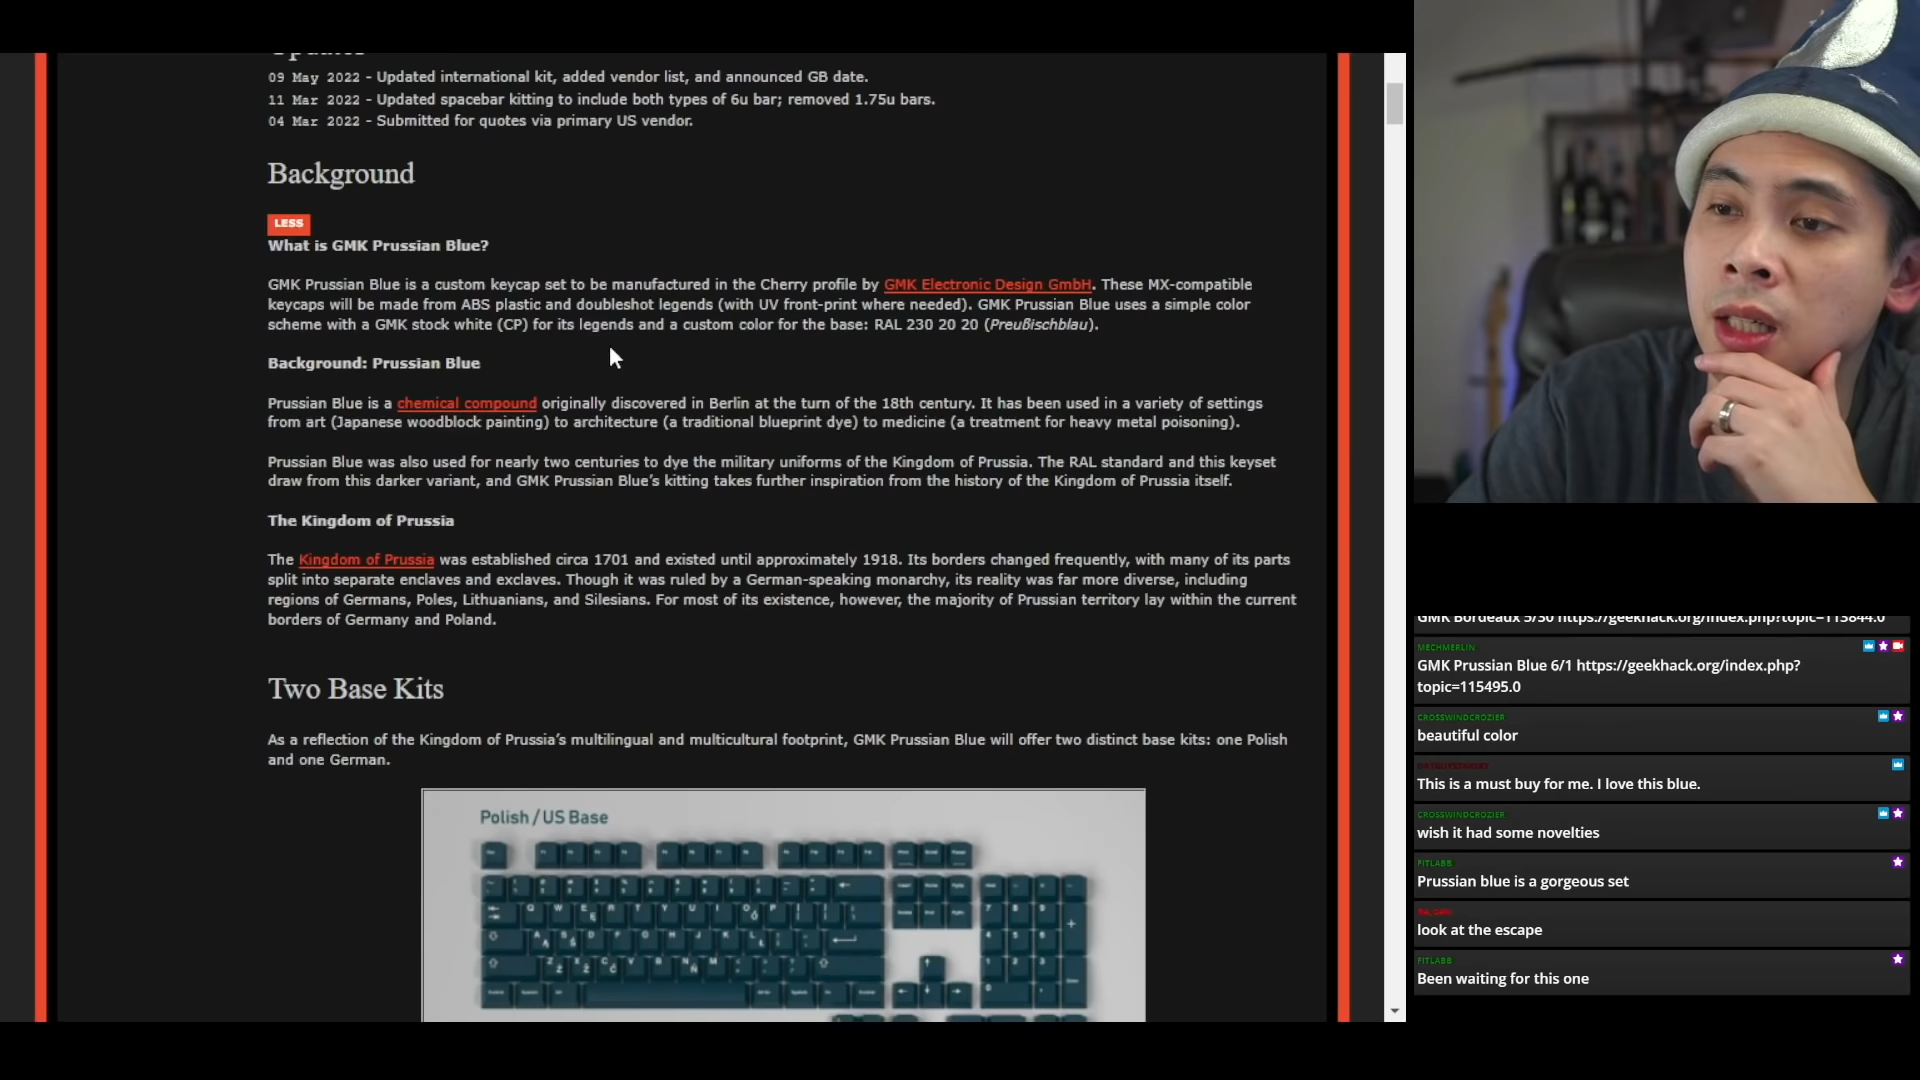 09 May 2022 - Updated international kit, added vendor list, and announced GB date.
11 Mar 2022 - Updated spacebar kitting to include both types of 6u bar; removed 1.75u bars.
04 Mar 2022 - Submitted for quotes via primary US vendor.
Background
LESS
What is GMK Prussian Blue?
GMK Prussian Blue is a custom keycap set to be manufactured in the Cherry profile by GMK Electronic Design GmbH. These MX-compatible
keycaps will be made from ABS plastic and doubleshot legends (with UV front-print where needed). GMK Prussian Blue uses a simple color
scheme with a GMK stock white (CP) for its legends and a custom color for the base: RAL 230 20 20 (Preußischblau).
Background: Prussian Blue
Prussian Blue is a chemical compound originally discovered in Berlin at the turn of the 18th century. It has been used in a variety of settings
from art (Japanese woodblock painting) to architecture (a traditional blueprint dye) to medicine (a treatment for heavy metal poisoning).
Prussian Blue was also used for nearly two centuries to dye the military uniforms of the Kingdom of Prussia. The RAL standard and this keyset
draw from this darker variant, and GMK Prussian Blue's kitting takes further inspiration from the history of the Kingdom of Prussia itself.
The Kingdom of Prussia
The Kingdom of Prussia was established circa 1701 and existed until approximately 1918. Its borders changed frequently, with many of its parts
split into separate enclaves and exclaves. Though it was ruled by a German-speaking monarchy, its reality was far more diverse, including
regions of Germans, Poles, Lithuanians, and Silesians. For most of its existence, however, the majority of Prussian territory lay within the current
borders of Germany and Poland.
Two Base Kits
As a reflection of the Kingdom of Prussia's multilingual and multicultural footprint, GMK Prussian Blue will offer two distinct base kits: one Polish
and one German.
Polish / US Base
GMK Bordeaux 5/30 https://geekhack.org/index.php?topic=113844.0
MECHMERLIN
GMK Prussian Blue 6/1 https://geekhack.org/index.php?
topic=115495.0
CROSSWINDCROZIER
beautiful color
This is a must buy for me. I love this blue.
CROSSWINDCROZIER
wish it had some novelties
FITLABB
Prussian blue is a gorgeous set
look at the escape
FITLABB
Been waiting for this one